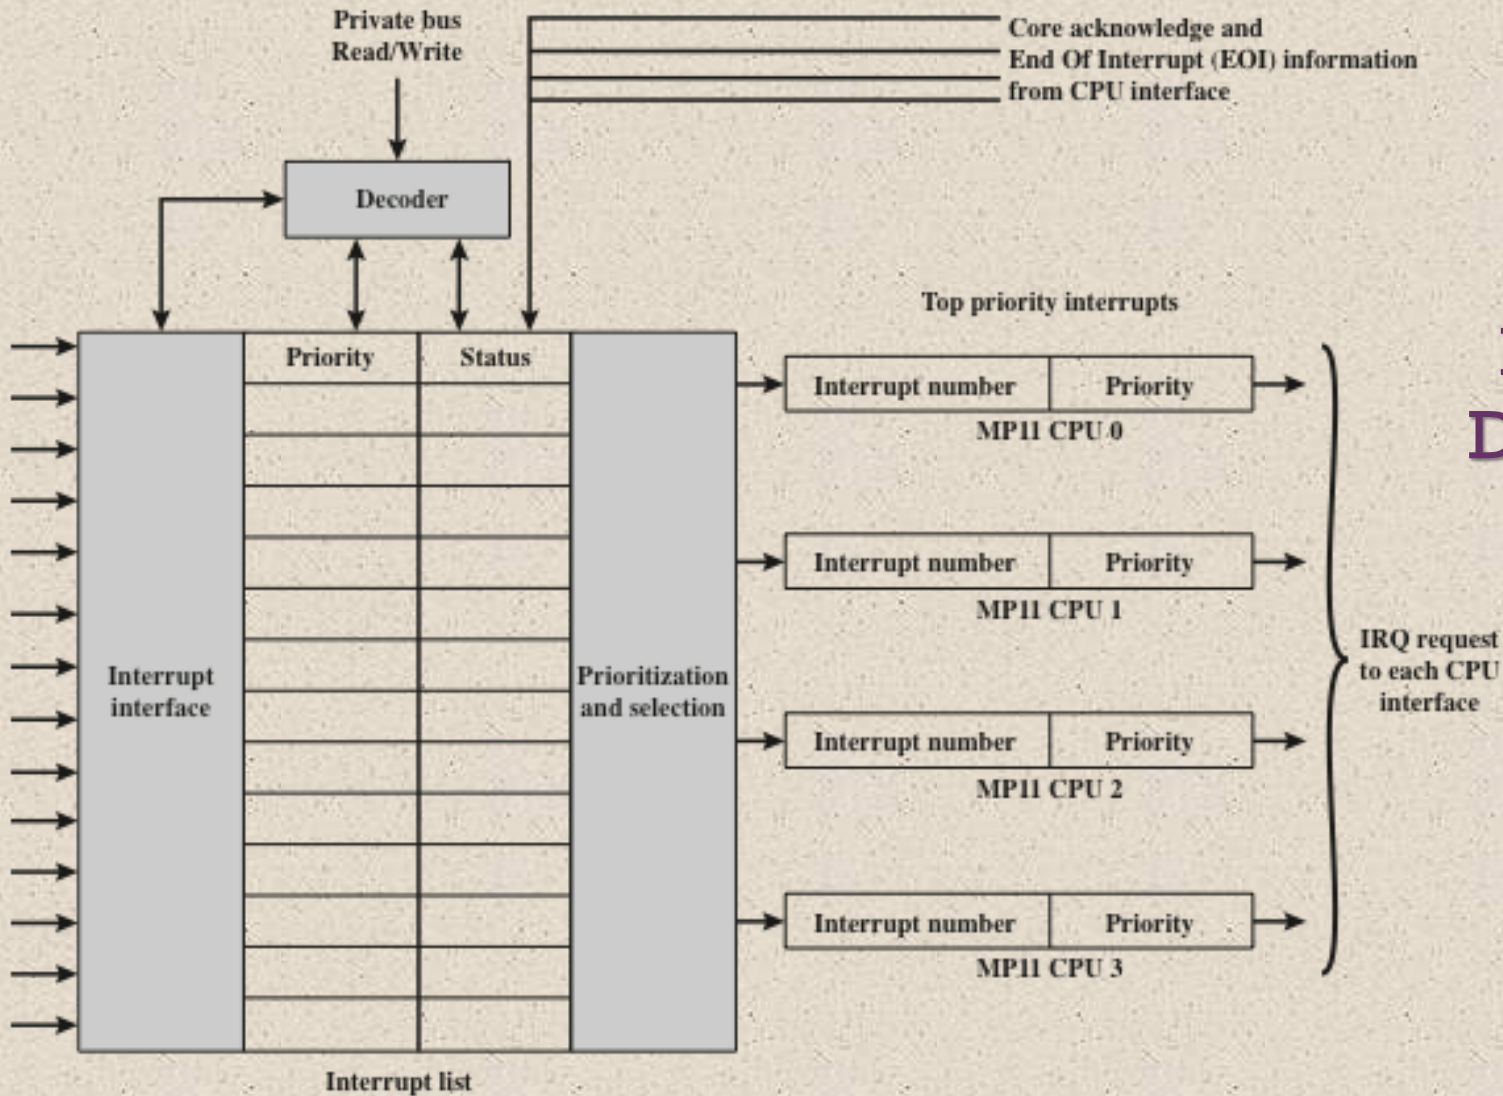 Private bus
Read/Write
Core acknowledge and
End Of Interrupt (EOI) information
from CPU interface
Decoder
Top priority interrupts
Priority
Status
Interrupt number
Priority
MP11 CPU 0
Interrupt number
Priority
MP11 CPU 1
IRQ request
to each CPU
interface
Interrupt
interface
Prioritization
and selection
Interrupt number
Priority
MP11 CPU 2
Interrupt number
Priority
MP11 CPU 3
Interrupt list